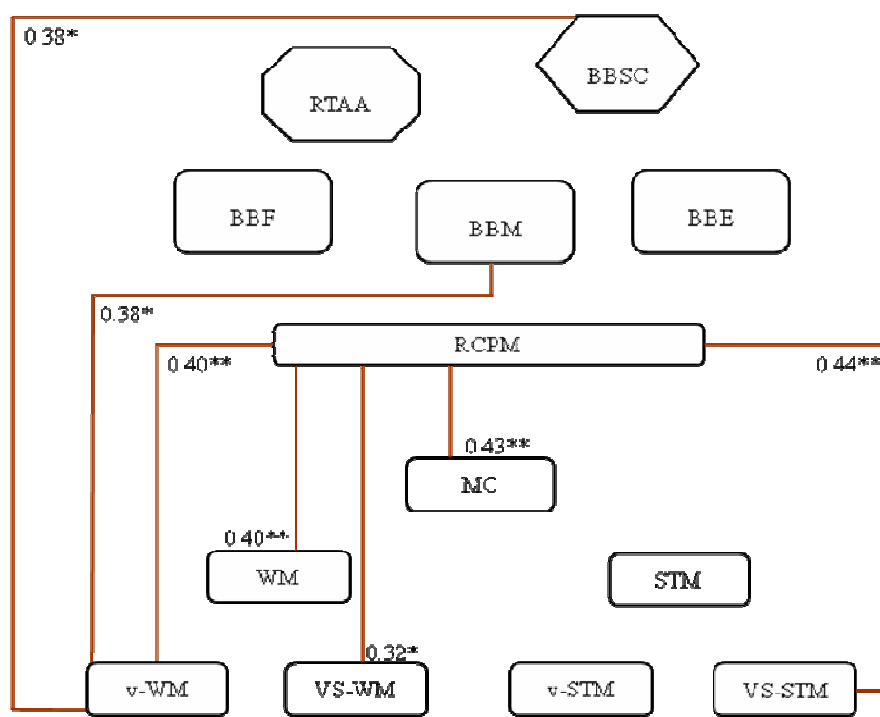 0.38*
BBSC
RTAA
BBF
BBM
BBE
0.38*
RCPM
0.40**
0.44**
0.43**
MC
0.40**
WM
STM
0.32*
v-WM
VS-WM
v-STM
VS-STM